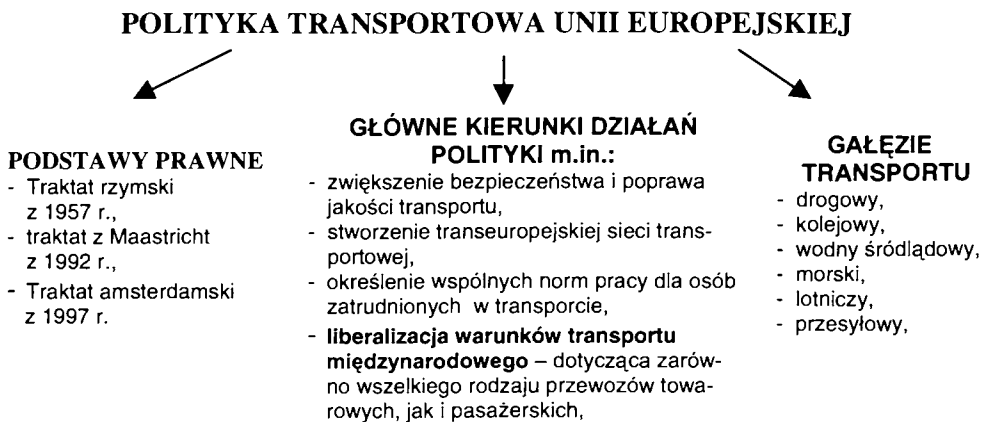 POLITYKA TRANSPORTOWA UNII EUROPEJSKIEJ
PODSTAWY PRAWNE
- Traktat rzymski
z 1957 r.,
- traktat z Maastricht
z 1992 r.,
- Traktat amsterdamski
z 1997 r.
GŁÓWNE KIERUNKI DZIAŁAŃ
POLITYKI m.in.:
- zwiększenie bezpieczeństwa i poprawa
jakości transportu,
- stworzenie transeuropejskiej sieci trans-
portowej,
- określenie wspólnych norm pracy dla osób
zatrudnionych w transporcie,
- liberalizacja warunków transportu
międzynarodowego – dotycząca zarów-
no wszelkiego rodzaju przewozów towa-
rowych, jak i pasażerskich,
GAŁĘZIE
TRANSPORTU
- drogowy,
- kolejowy,
- wodny śródlądowy,
- morski,
- lotniczy,
- przesyłowy,